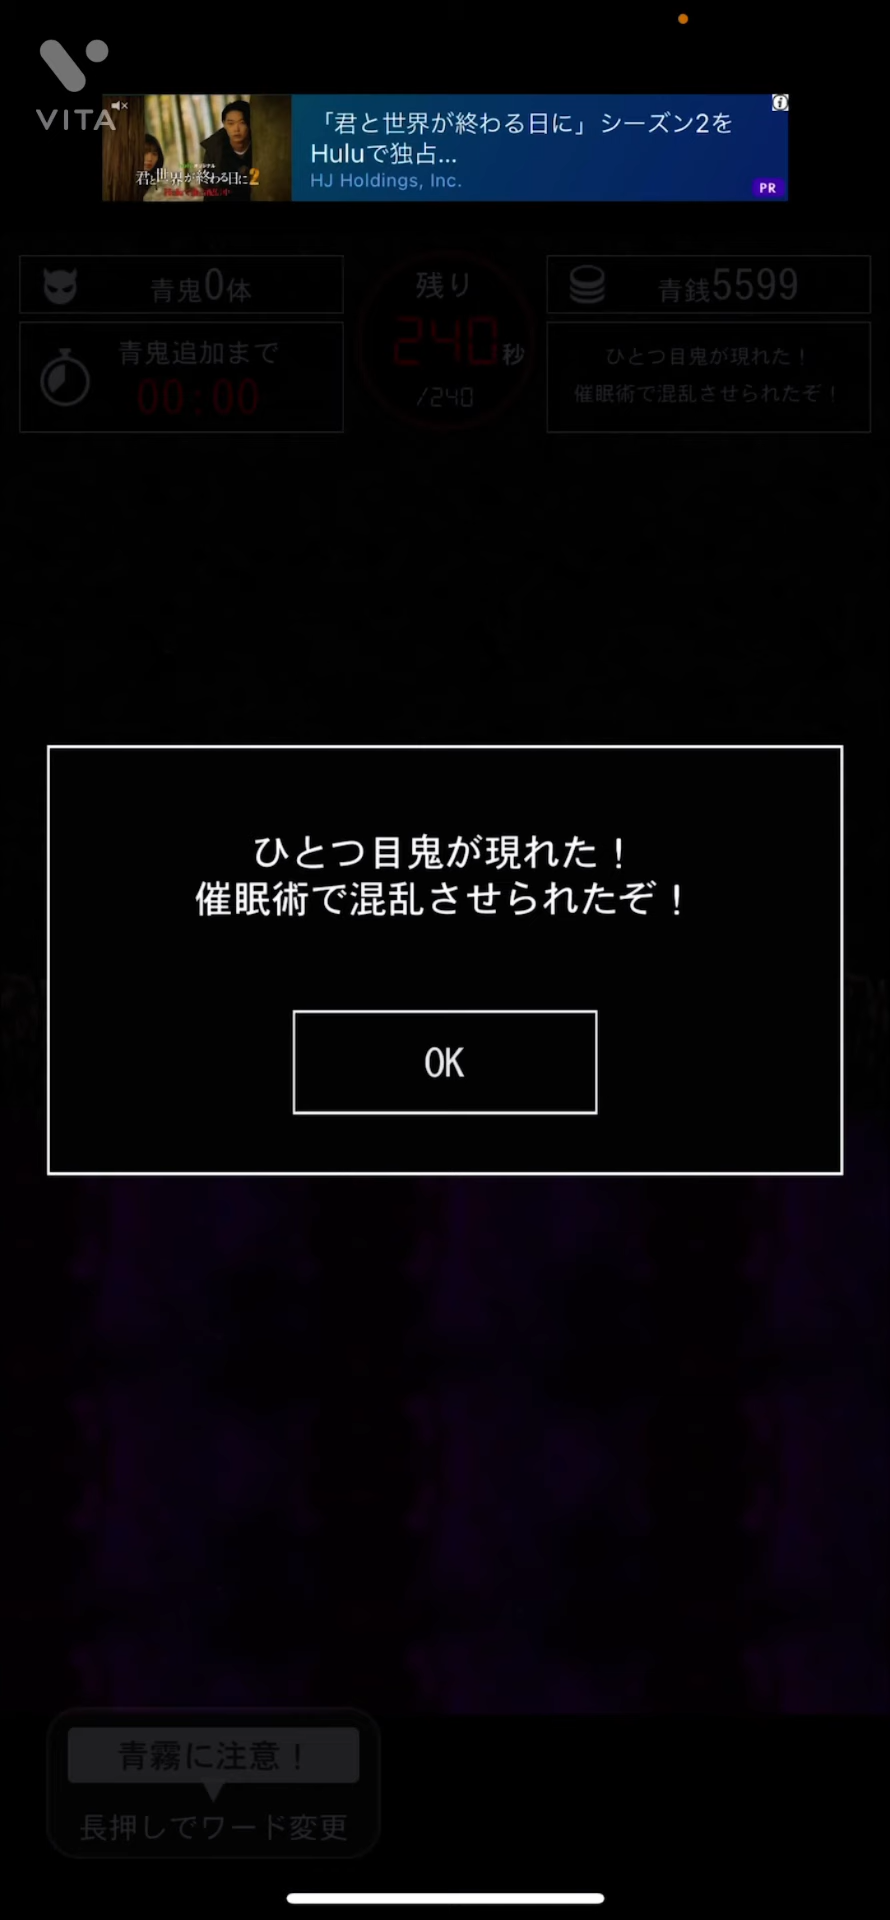 VITA
「君と世界が終わる日に」シーズン2を
Huluで独占...
HJ Holdings, Inc.
PR
君と世界が終わる日に2
青鬼0体
残り
青銭5599
青鬼追加まで
00:00
240秒
/240
ひとつ目鬼が現れた！
催眠術で混乱させられたぞ！
ひとつ目鬼が現れた！
催眠術で混乱させられたぞ！
OK
青霧に注意！
長押しでワード変更